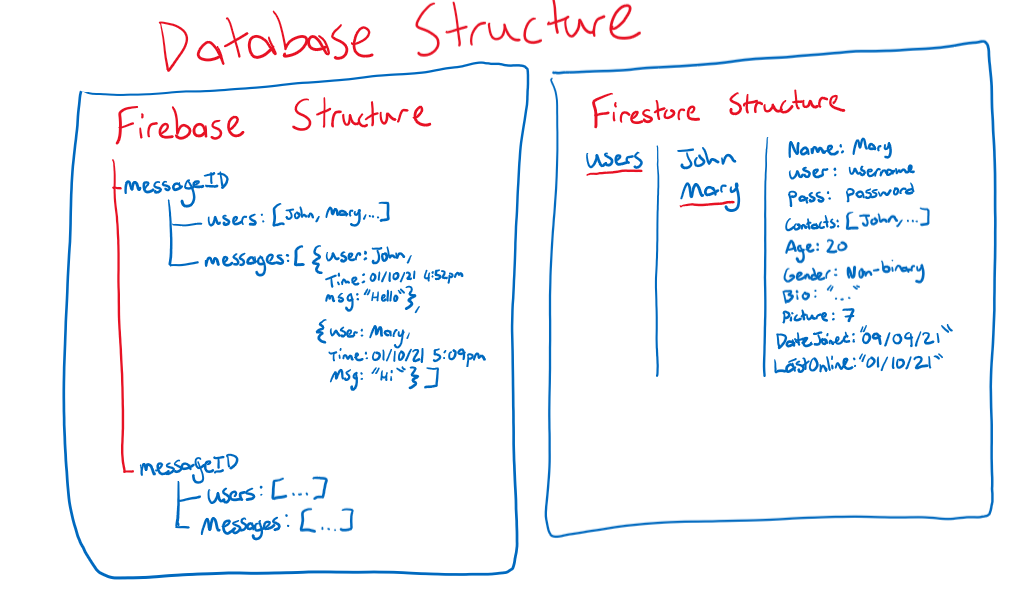 Database Structure
Firebase Structure
messageID
users: [John, Mary,...]
messages: [ {user: John,
Time: 01/10/21 4:52pm
msg: "Hello"},
{user: Mary,
Time: 01/10/21 5:09pm
Msg: "Hi"} ]
messageID
users: [...]
Messages: [...]
Firestore Structure
users
John
Mary
Name: Mary
user: username
Pass: Password
Contacts: [John,...]
Age: 20
Gender: Non-binary
Bio: "..."
Picture: 7
DateJoined: "09/09/21"
LastOnline: "01/10/21"